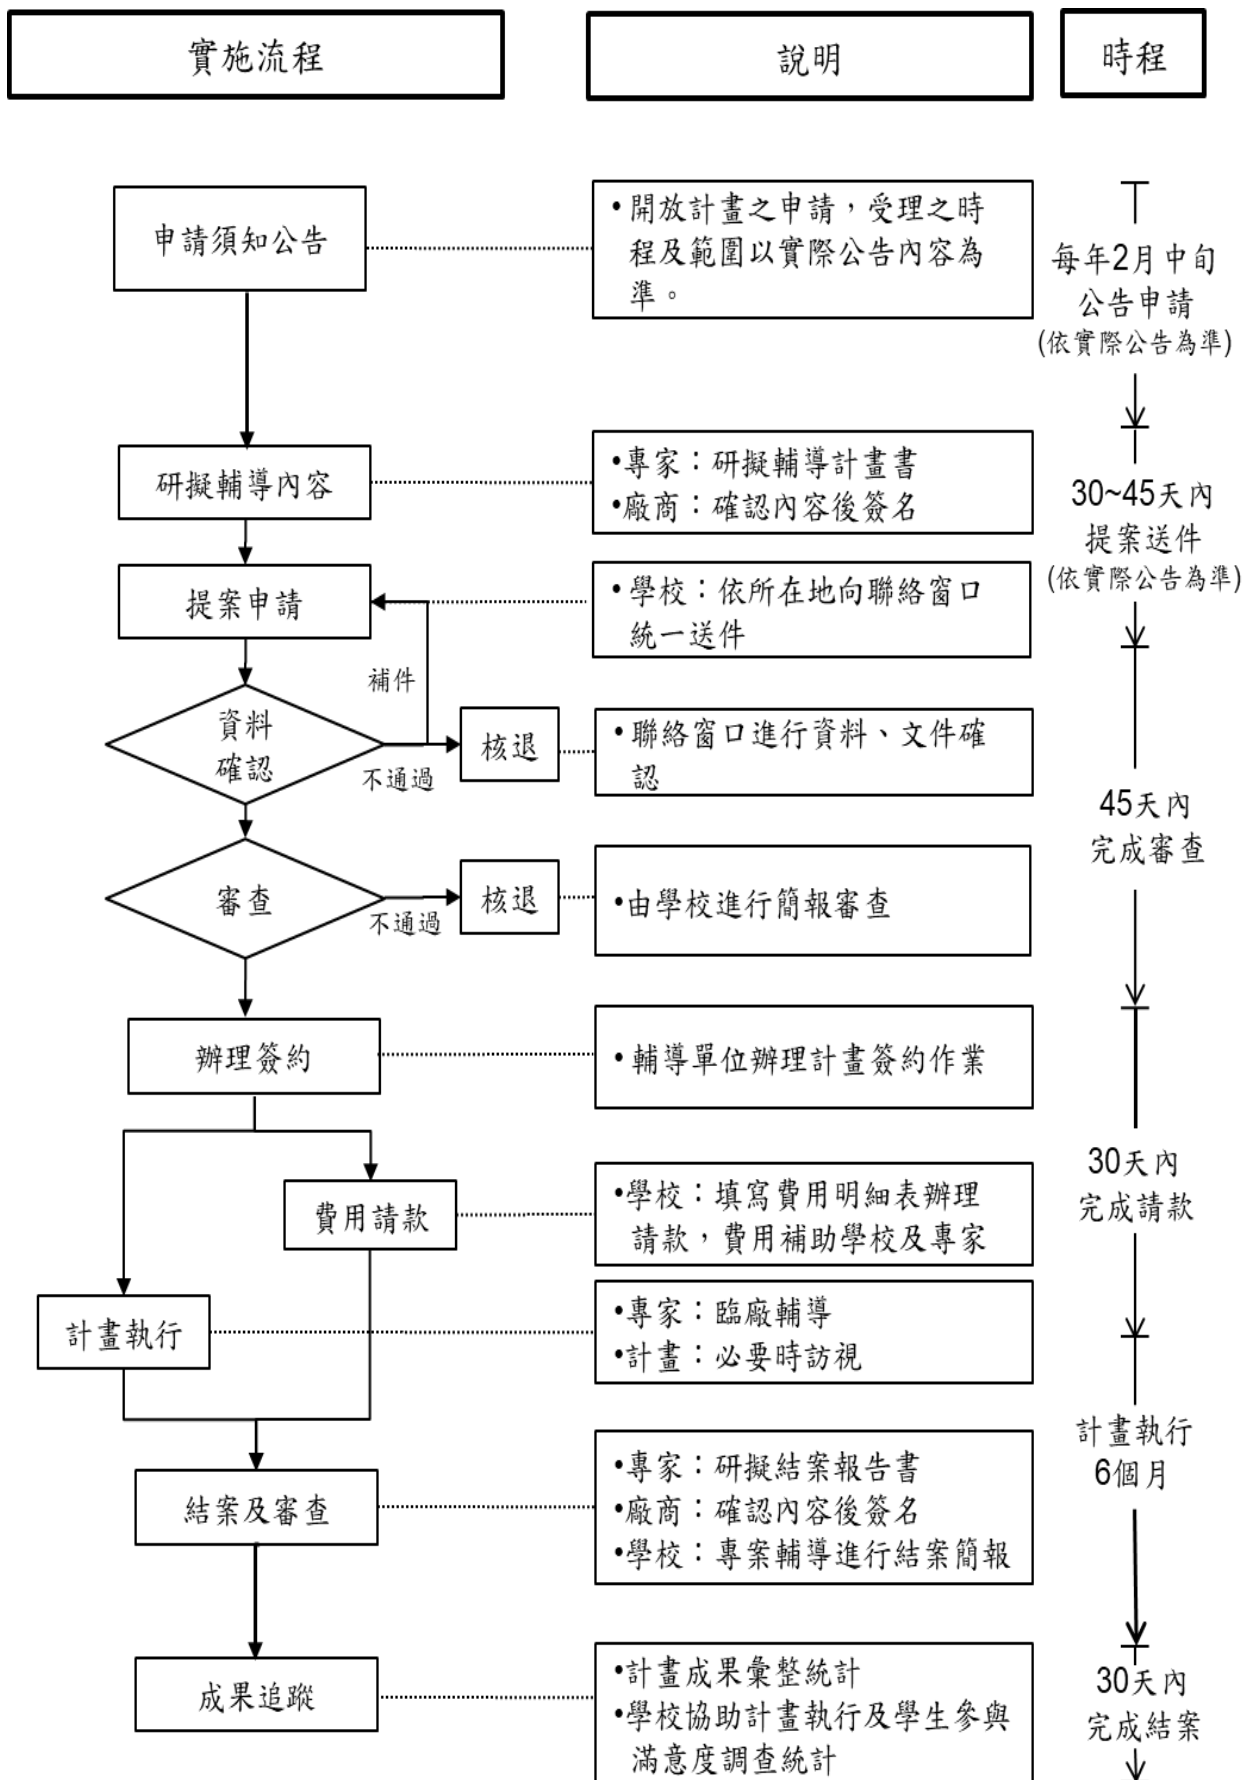 實施流程
說明
時程
申請須知公告
•開放計畫之申請，受理之時
程及範圍以實際公告內容為
準。
每年2月中旬
公告申請
(依實際公告為準)
研擬輔導內容
•專家：研擬輔導計畫書
•廠商：確認內容後簽名
30~45天內
提案送件
(依實際公告為準)
提案申請
•學校：依所在地向聯絡窗口
統一送件
補件
資料
確認
不通過
核退
•聯絡窗口進行資料、文件確
認
45天內
完成審查
審查
不通過
核退
•由學校進行簡報審查
辦理簽約
•輔導單位辦理計畫簽約作業
30天內
完成請款
費用請款
•學校：填寫費用明細表辦理
請款，費用補助學校及專家
計畫執行
•專家：臨廠輔導
•計畫：必要時訪視
計畫執行
6個月
結案及審查
•專家：研擬結案報告書
•廠商：確認內容後簽名
•學校：專案輔導進行結案簡報
成果追蹤
•計畫成果彙整統計
•學校協助計畫執行及學生參與
滿意度調查統計
30天內
完成結案